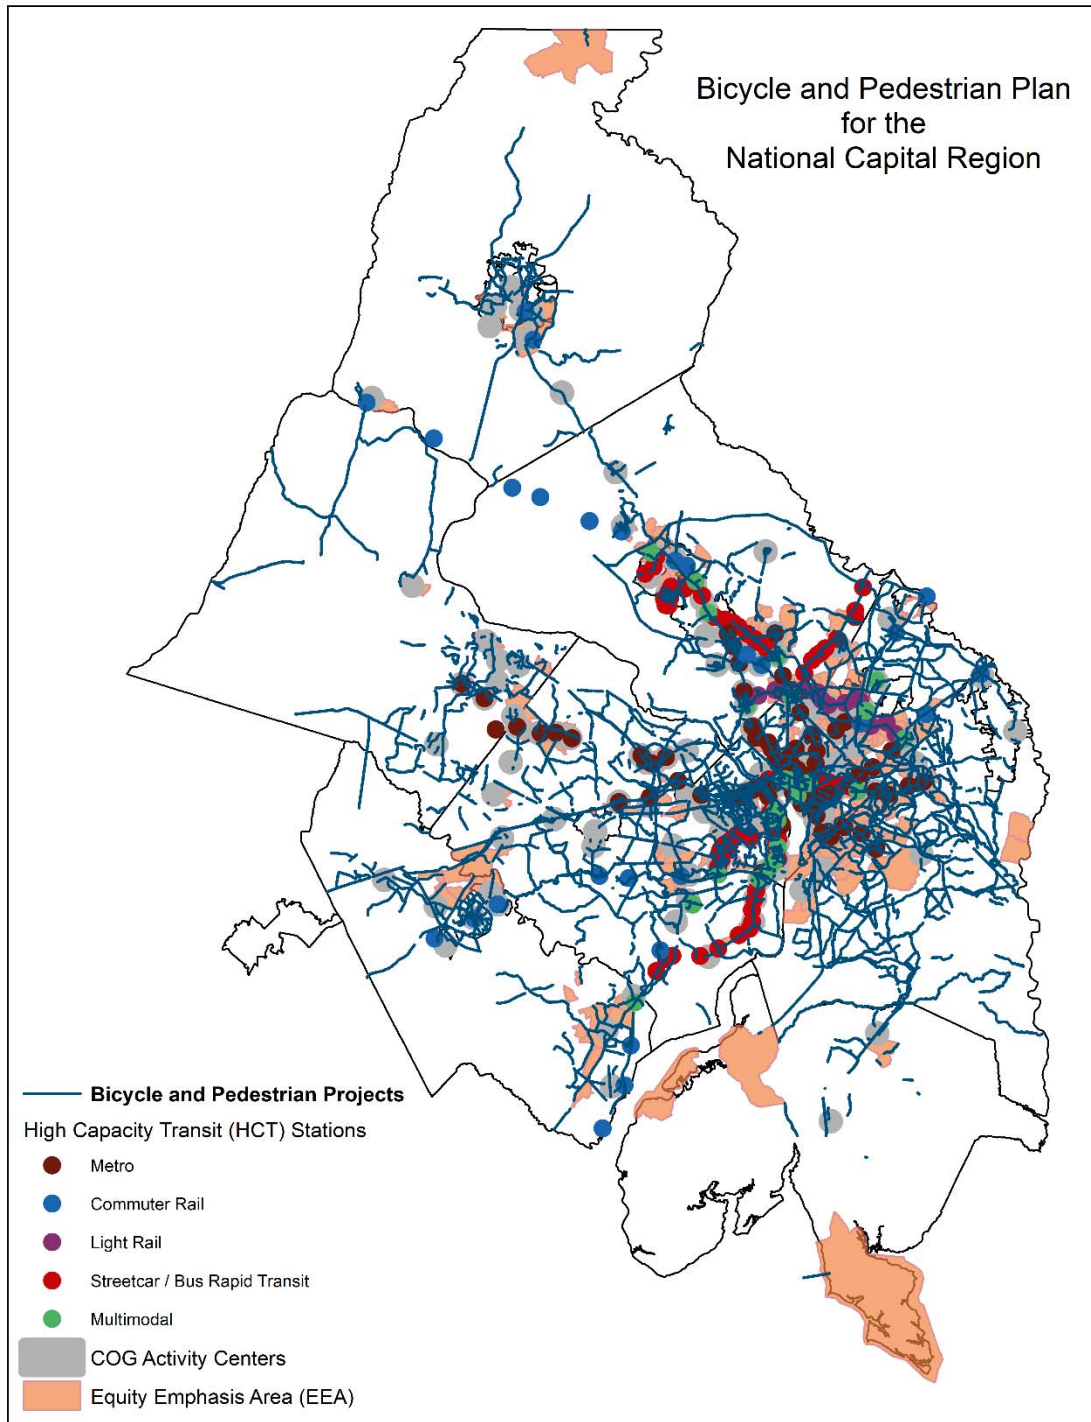 Bicycle and Pedestrian Plan
for the
National Capital Region
Bicycle and Pedestrian Projects
High Capacity Transit (HCT) Stations
Metro
Commuter Rail
Light Rail
Streetcar / Bus Rapid Transit
Multimodal
COG Activity Centers
Equity Emphasis Area (EEA)